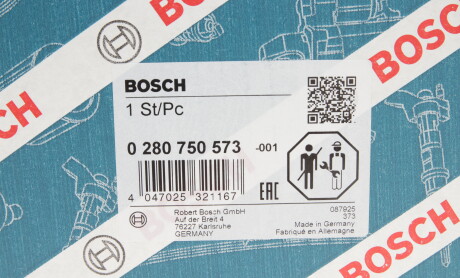 BOSCH
BOSCH
1 St/Pc
0 280 750 573 -001
4 047025 321167
EAC
Robert Bosch GmbH
Auf der Breit 4
76227 Karlsruhe
GERMANY
087925
373
Made in Germany
Fabriqué en Allemagne
BOSCH
BOSCH